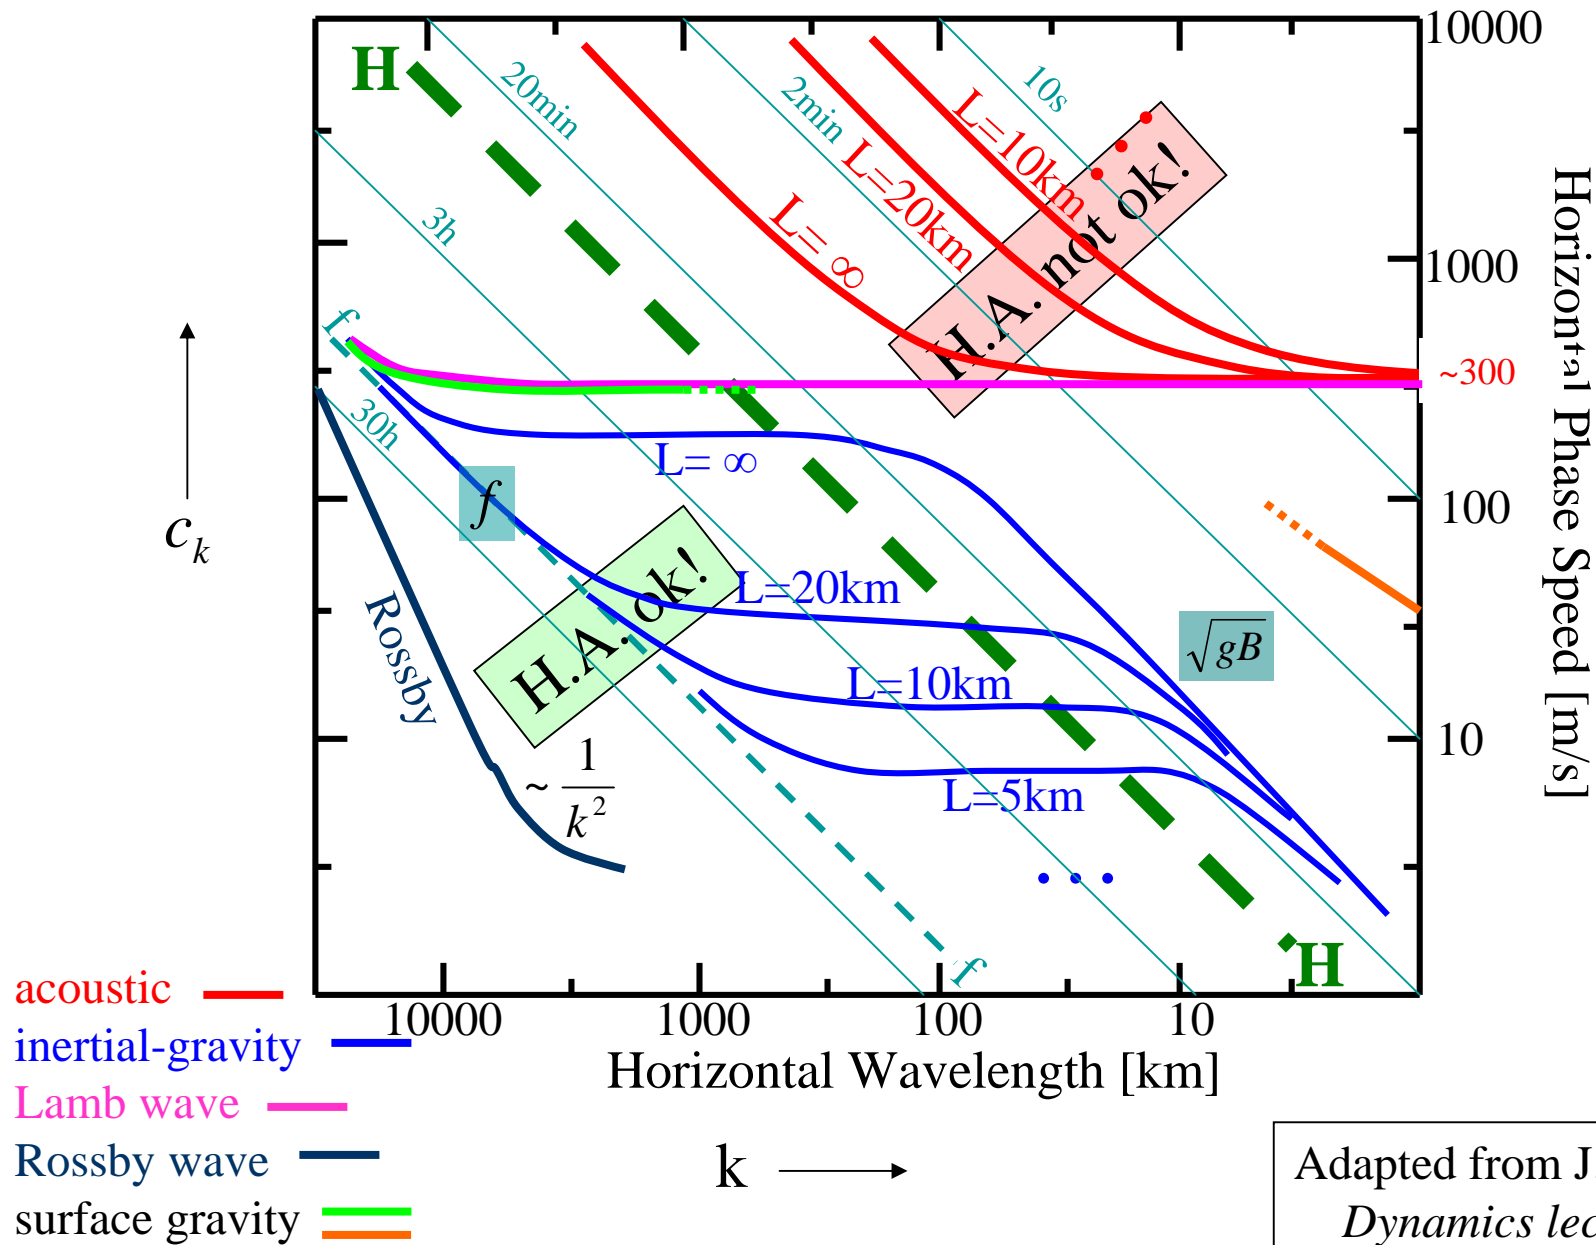 10000
H
20min
2min
10s
L=10km
L=20km
L= ∞
H.A. not ok!
3h
1000
Horizontal Phase Speed [m/s]
f
~300
30h
L= ∞
f
100
c_k
H.A. ok!
L=20km
Rossby
√gB
L=10km
10
~ 1/k²
L=5km
f
H
acoustic
10000
1000
100
10
inertial-gravity
Horizontal Wavelength [km]
Lamb wave
Rossby wave
k
Adapted from J.
surface gravity
Dynamics lec